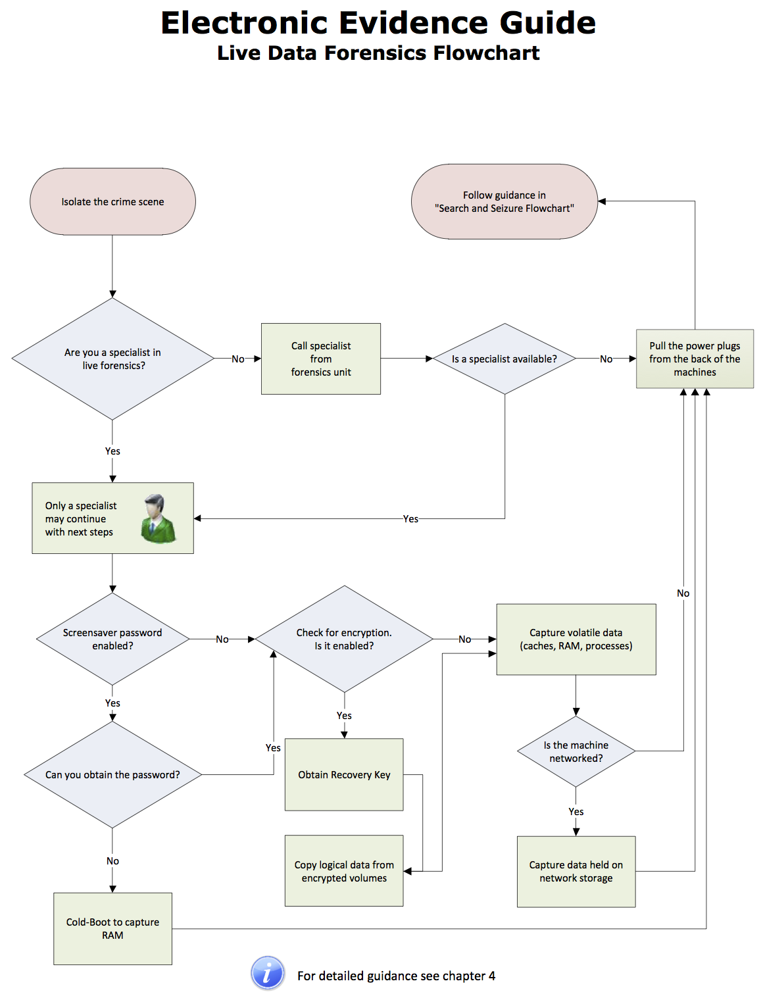 Electronic Evidence Guide
Live Data Forensics Flowchart
Isolate the crime scene
Follow guidance in
"Search and Seizure Flowchart"
Are you a specialist in
live forensics?
No
Call specialist
from
forensics unit
Is a specialist available?
No
Pull the power plugs
from the back of the
machines
Yes
Only a specialist
may continue
with next steps
Yes
No
Screensaver password
enabled?
No
Check for encryption.
Is it enabled?
No
Capture volatile data
(caches, RAM, processes)
Yes
Yes
Yes
Is the machine
networked?
Can you obtain the password?
Obtain Recovery Key
Yes
No
Copy logical data from
encrypted volumes
Capture data held on
network storage
Cold-Boot to capture
RAM
i
For detailed guidance see chapter 4